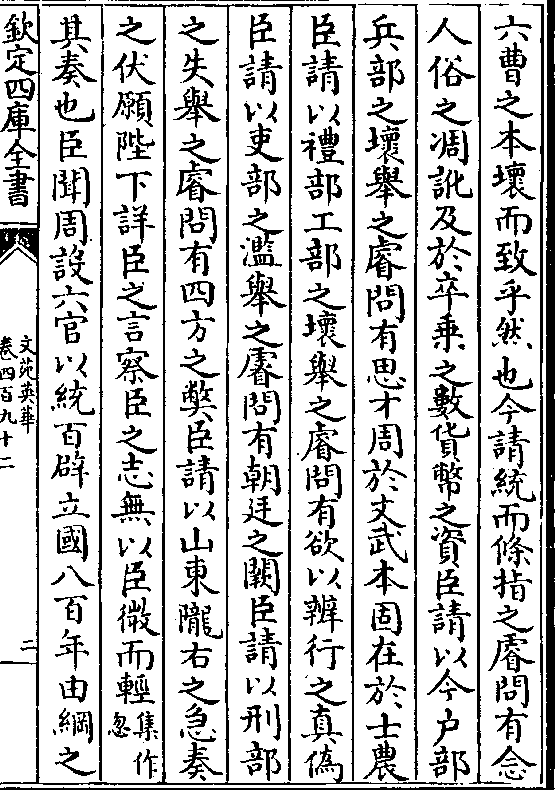 六曹之本壞而致乎然也今請統而條指之睿問有念
人俗之凋訛及於卒乘之數貨幣之資臣請以今户部
兵部之壞舉之睿問有思才周於文武本固在於士農
臣請以禮部工部之壞舉之睿問有欲以辨行之真偽
臣請以吏部之濫舉之睿問有朝廷之闕臣請以刑部
之失舉之睿問有四方之弊臣請以山東隴右之急奏
之伏願陛下詳臣之言察臣之志無以臣微而輕集作忽
其奏也臣聞周設六官以統百辟立國八百年由綱之
欽定四庫全書
文苑英華
卷四百九十二
二